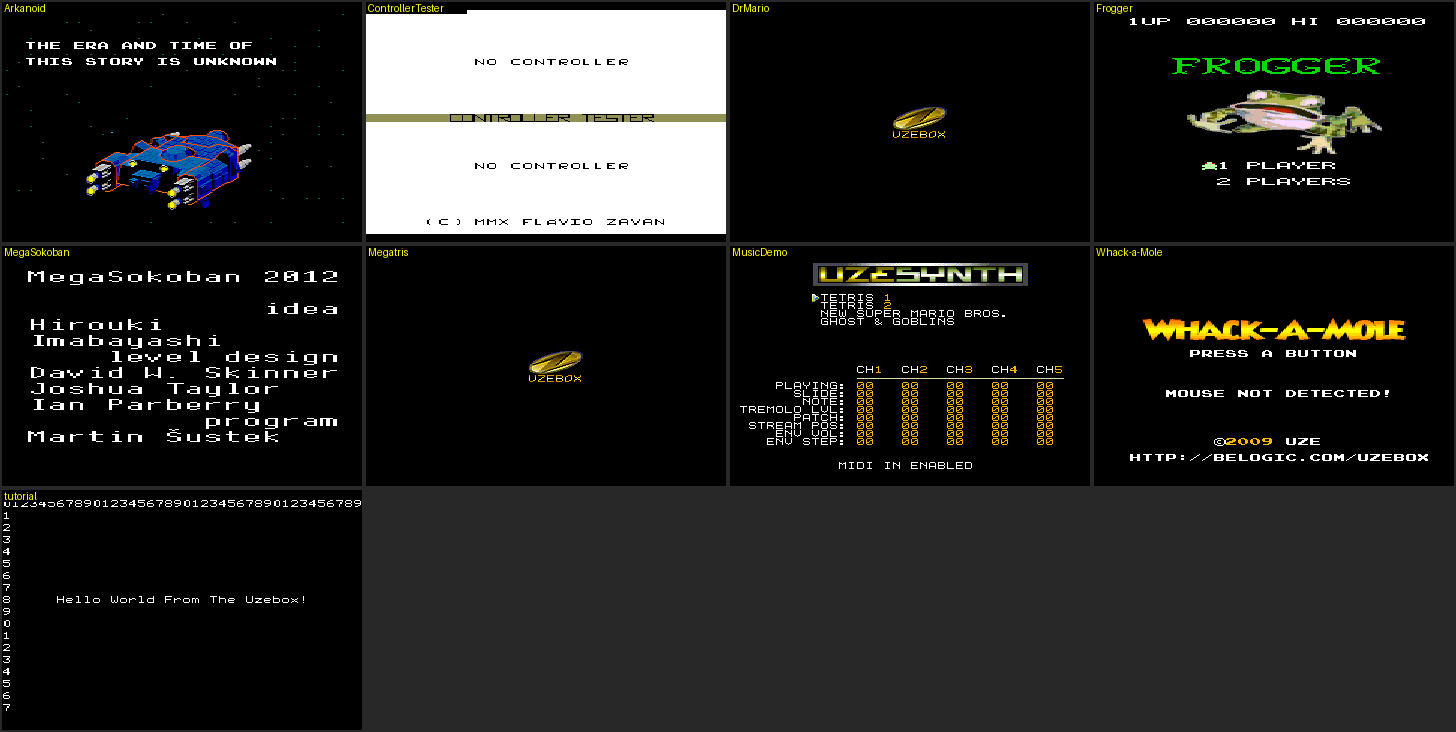 Arkanoid
THE ERA AND TIME OF
THIS STORY IS UNKNOWN
ControllerTester
NO CONTROLLER
CONTROLLER TESTER
NO CONTROLLER
(C) MMX FLAVIO ZAVAN
DrMario
UZEBOX
Frogger
1UP 000000 HI 000000
FROGGER
1 PLAYER
2 PLAYERS
MegaSokoban
MegaSokoban 2012
idea
Hirouki
Imabayashi
level design
David W. Skinner
Joshua Taylor
Ian Parberry
program
Martin Šustek
Megatris
UZEBOX
MusicDemo
UZESYNTH
TETRIS 1
TETRIS 2
NEW SUPER MARIO BROS.
GHOST & GOBLINS
CH1 CH2 CH3 CH4 CH5
PLAYING: 00 00 00 00 00
SLIDE: 00 00 00 00 00
NOTE: 00 00 00 00 00
TREMOLO LVL: 00 00 00 00 00
PATCH: 00 00 00 00 00
STREAM POS: 00 00 00 00 00
ENV VOL: 00 00 00 00 00
ENV STEP: 00 00 00 00 00
MIDI IN ENABLED
Whack-a-Mole
WHACK-A-MOLE
PRESS A BUTTON
MOUSE NOT DETECTED!
©2009 UZE
HTTP://BELOGIC.COM/UZEBOX
tutorial
0123456789012345678901234567890123456789
1
2
3
4
5
6
7
8 Hello World From The Uzebox!
9
0
1
2
3
4
5
6
7